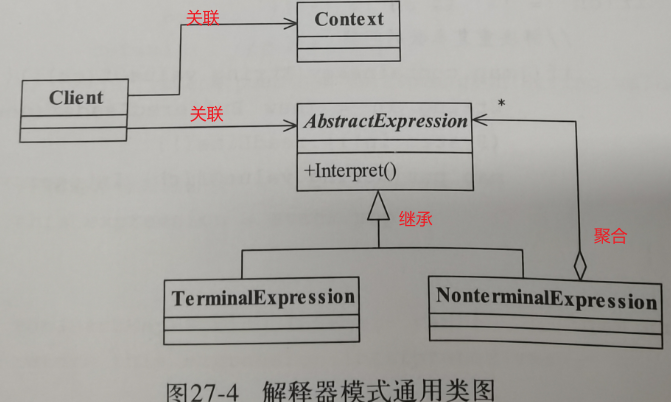 关联
Context
Client
关联
AbstractExpression
*
+Interpret()
继承
聚合
TerminalExpression
NonterminalExpression
图27-4 解释器模式通用类图